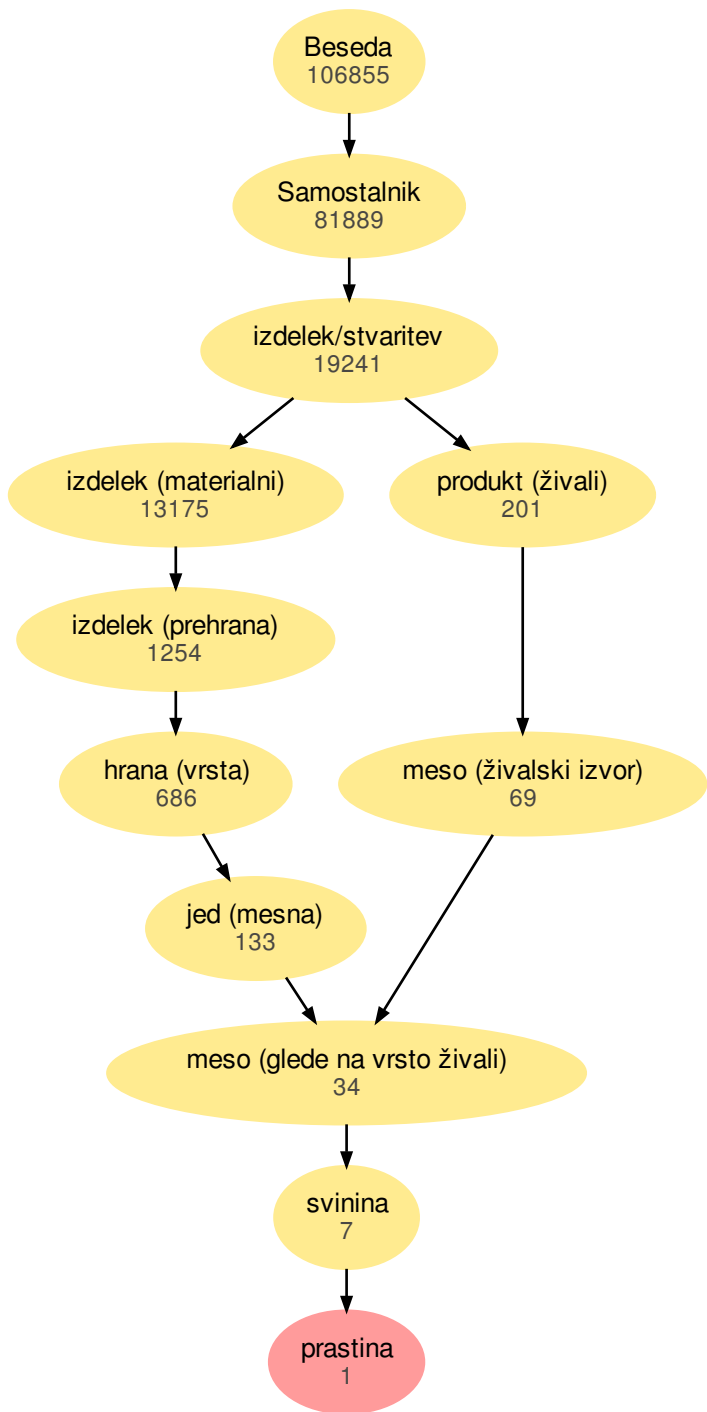 Beseda
106855
Samostalnik
81889
izdelek/stvaritev
19241
izdelek (materialni)
13175
produkt (živali)
201
izdelek (prehrana)
1254
hrana (vrsta)
686
meso (živalski izvor)
69
jed (mesna)
133
meso (glede na vrsto živali)
34
svinina
7
prastina
1